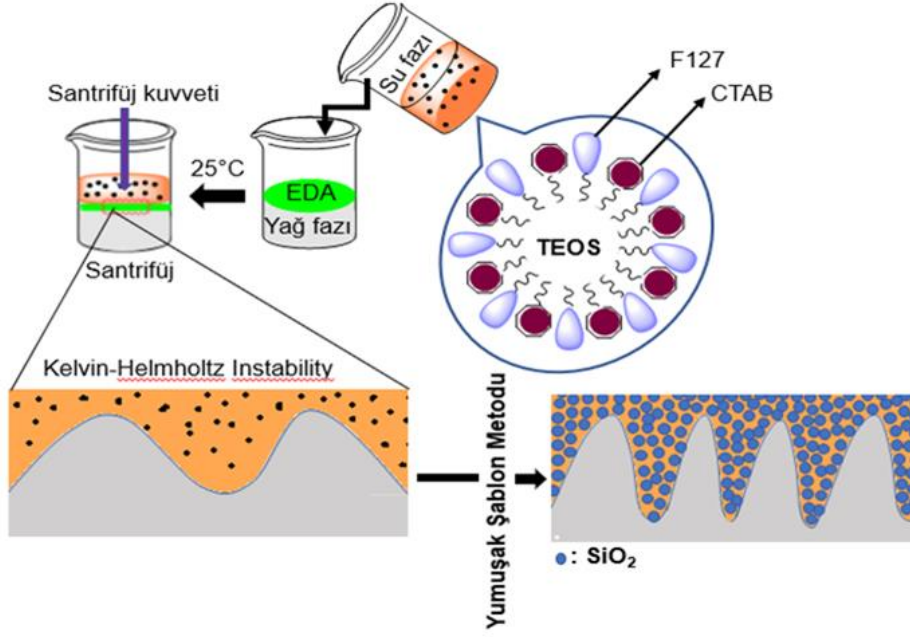 F127
CTAB
Su fazı
Santrifüj kuvveti
25°C
EDA
Yağ fazı
TEOS
Santrifüj
Kelvin-Helmholtz Instability
Yumuşak Şablon Metodu
: SiO₂